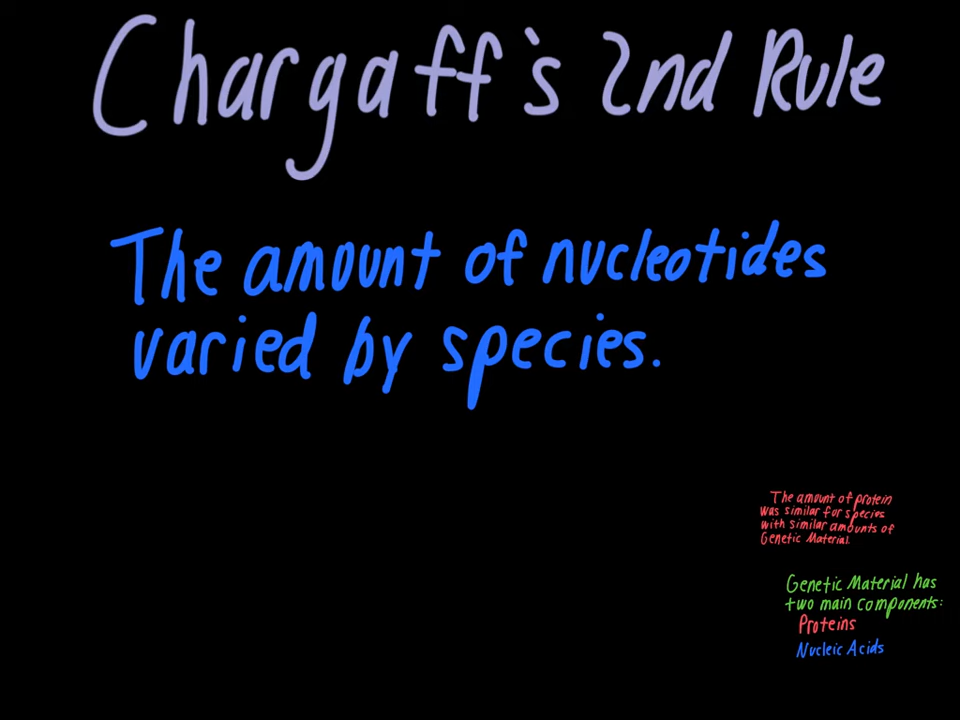 Chargaff's 2nd Rule
The amount of nucleotides
varied by species.
The amount of protein
was similar for species
with similar amounts of
Genetic Material.
Genetic Material has
two main components:
Proteins
Nucleic Acids